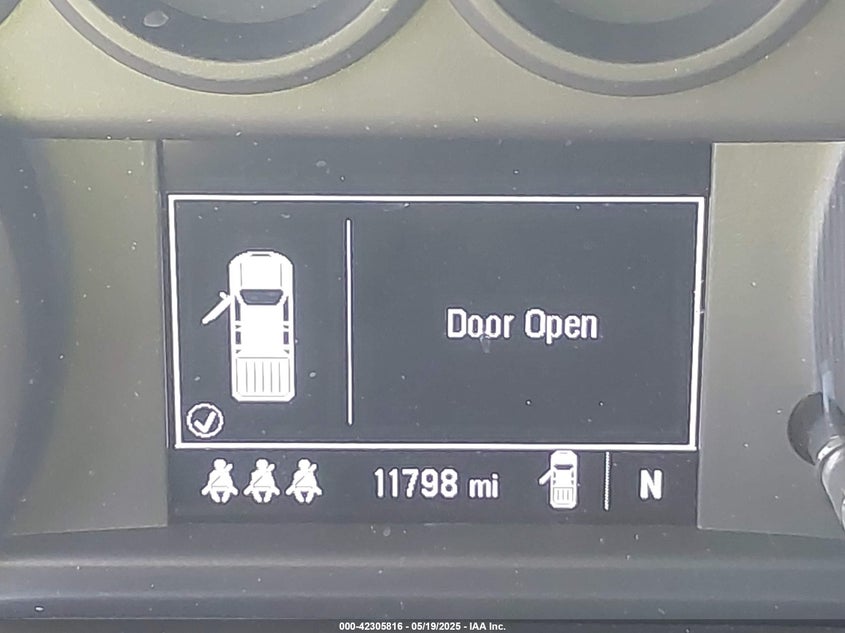 Door Open
11798 mi N
000-42305816 - 05/19/2025 - IAA Inc.